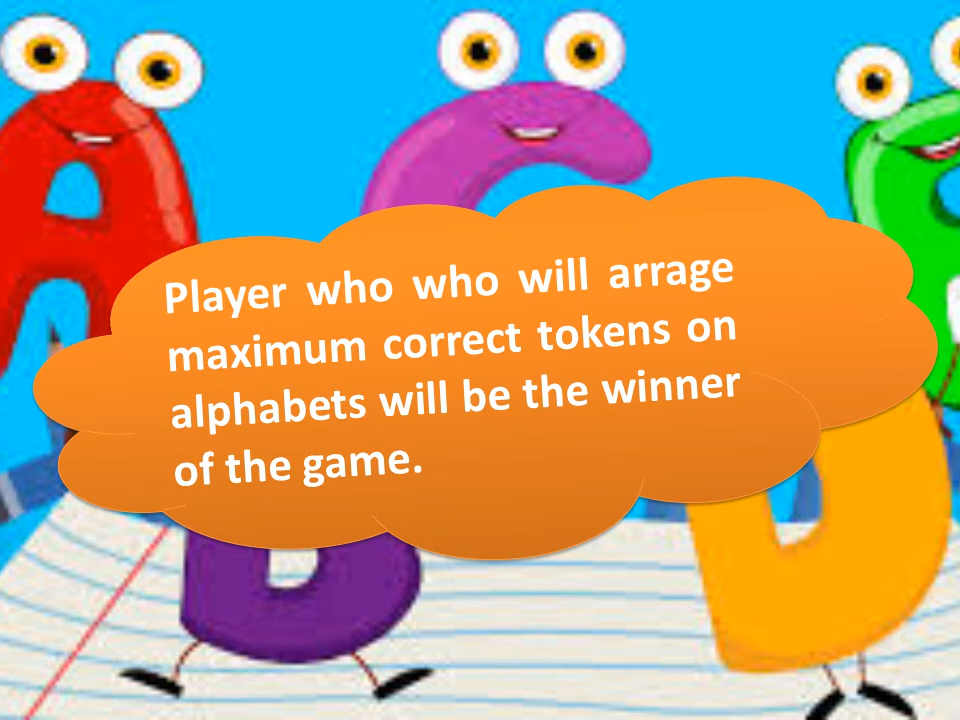 Player who who will arrage
maximum correct tokens on
alphabets will be the winner
of the game.